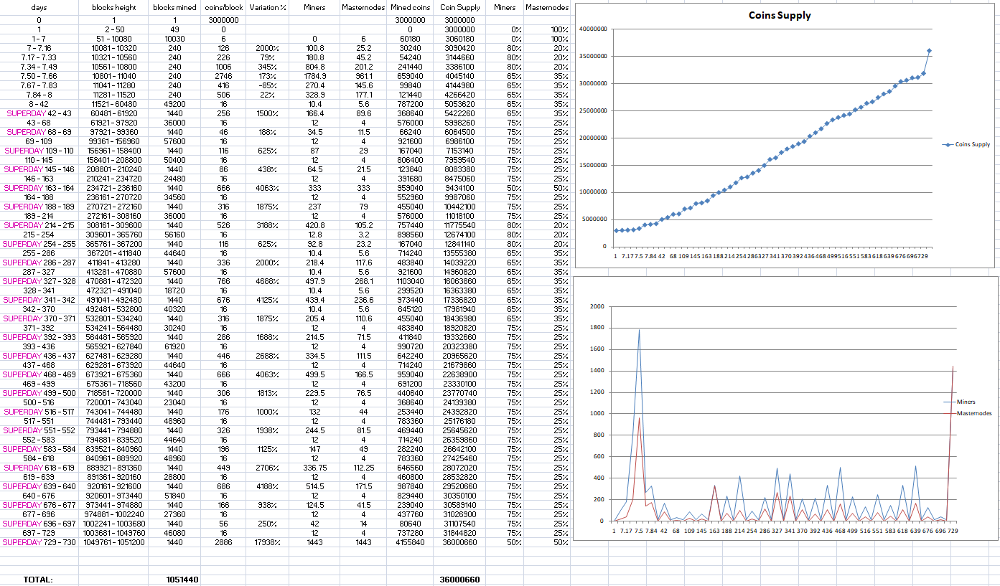 days blocks height blocks mined coins/block Variation % Miners Masternodes Mined coins Coin Supply Miners Masternodes
0 1 1 3000000 3000000 3000000
1 2 - 50 49 0 0 3000000 0% 100%
1 - 7 51 - 10080 10030 6 0 6 60180 3060180 0% 100%
7 - 7.16 10081 - 10320 240 126 2000% 100.8 25.2 30240 3090420 80% 20%
7.17 - 7.33 10321 - 10560 240 226 79% 180.8 45.2 54240 3144660 80% 20%
7.34 - 7.49 10561 - 10800 240 1006 345% 804.8 201.2 241440 3386100 80% 20%
7.50 - 7.66 10801 - 11040 240 2746 173% 1784.9 961.1 659040 4045140 65% 35%
7.67 - 7.83 11041 - 11280 240 416 -85% 270.4 145.6 99840 4144980 65% 35%
7.84 - 8 11281 - 11520 240 506 22% 328.9 177.1 121440 4266420 65% 35%
8 - 42 11521 - 60480 49200 16 10.4 5.6 787200 5053620 65% 35%
SUPERDAY 42 - 43 60481 - 61920 1440 256 1500% 166.4 89.6 368640 5422260 65% 35%
43 - 68 61921 - 97920 36000 16 12 4 576000 5998260 75% 25%
SUPERDAY 68 - 69 97921 - 99360 1440 46 188% 34.5 11.5 66240 6064500 75% 25%
69 - 109 99361 - 156960 57600 16 12 4 921600 6986100 75% 25%
SUPERDAY 109 - 110 156961 - 158400 1440 116 625% 87 29 167040 7153140 75% 25%
110 - 145 158401 - 208800 50400 16 12 4 806400 7959540 75% 25%
SUPERDAY 145 - 146 208801 - 210240 1440 86 438% 64.5 21.5 123840 8083380 75% 25%
146 - 163 210241 - 234720 24480 16 12 4 391680 8475060 75% 25%
SUPERDAY 163 - 164 234721 - 236160 1440 666 4063% 333 333 959040 9434100 50% 50%
164 - 188 236161 - 270720 34560 16 12 4 552960 9987060 75% 25%
SUPERDAY 188 - 189 270721 - 272160 1440 316 1875% 237 79 455040 10442100 75% 25%
189 - 214 272161 - 308160 36000 16 12 4 576000 11018100 75% 25%
SUPERDAY 214 - 215 308161 - 309600 1440 526 3188% 420.8 105.2 757440 11775540 80% 20%
215 - 254 309601 - 365760 56160 16 12.8 3.2 898560 12674100 80% 20%
SUPERDAY 254 - 255 365761 - 367200 1440 116 625% 92.8 23.2 167040 12841140 80% 20%
255 - 286 367201 - 411840 44640 16 10.4 5.6 714240 13555380 65% 35%
SUPERDAY 286 - 287 411841 - 413280 1440 336 2000% 218.4 117.6 483840 14039220 65% 35%
287 - 327 413281 - 470880 57600 16 10.4 5.6 921600 14960820 65% 35%
SUPERDAY 327 - 328 470881 - 472320 1440 766 4688% 497.9 268.1 1103040 16063860 65% 35%
328 - 341 472321 - 491040 18720 16 10.4 5.6 299520 16363380 65% 35%
SUPERDAY 341 - 342 491041 - 492480 1440 676 4125% 439.4 236.6 973440 17336820 65% 35%
342 - 370 492481 - 532800 40320 16 10.4 5.6 645120 17981940 65% 35%
SUPERDAY 370 - 371 532801 - 534240 1440 316 1875% 205.4 110.6 455040 18436980 65% 35%
371 - 392 534241 - 564480 30240 16 12 4 483840 18920820 75% 25%
SUPERDAY 392 - 393 564481 - 565920 1440 286 1688% 214.5 71.5 411840 19332660 75% 25%
393 - 436 565921 - 627840 61920 16 12 4 990720 20323380 75% 25%
SUPERDAY 436 - 437 627481 - 629280 1440 446 2688% 334.5 111.5 642240 20965620 75% 25%
437 - 468 629281 - 673920 44640 16 12 4 714240 21679860 75% 25%
SUPERDAY 468 - 469 673921 - 675360 1440 666 4063% 499.5 166.5 959040 22638900 75% 25%
469 - 499 675361 - 718560 43200 16 12 4 691200 23330100 75% 25%
SUPERDAY 499 - 500 718561 - 720000 1440 306 1813% 229.5 76.5 440640 23770740 75% 25%
500 - 516 720001 - 743040 23040 16 12 4 368640 24139380 75% 25%
SUPERDAY 516 - 517 743041 - 744480 1440 176 1000% 132 44 253440 24392820 75% 25%
517 - 551 744481 - 793440 48960 16 12 4 783360 25176180 75% 25%
SUPERDAY 551 - 552 793441 - 794880 1440 326 1938% 244.5 81.5 469440 25645620 75% 25%
552 - 583 794881 - 839520 44640 16 12 4 714240 26359860 75% 25%
SUPERDAY 583 - 584 839521 - 840960 1440 196 1125% 147 49 282240 26642100 75% 25%
584 - 618 840961 - 889920 48960 16 12 4 783360 27425460 75% 25%
SUPERDAY 618 - 619 889921 - 891360 1440 449 2706% 336.75 112.25 646560 28072020 75% 25%
619 - 639 891361 - 920160 28800 16 12 4 460800 28532820 75% 25%
SUPERDAY 639 - 640 920161 - 921600 1440 686 4188% 514.5 171.5 987840 29520660 75% 25%
640 - 676 920601 - 973440 51840 16 12 4 829440 30350100 75% 25%
SUPERDAY 676 - 677 973441 - 974880 1440 166 938% 124.5 41.5 239040 30589140 75% 25%
677 - 696 974881 - 1002240 27360 16 12 4 437760 31026900 75% 25%
SUPERDAY 696 - 697 1002241 - 1003680 1440 56 250% 42 14 80640 31107540 75% 25%
697 - 729 1003681 - 1049760 46080 16 12 4 737280 31844820 75% 25%
SUPERDAY 729 - 730 1049761 - 1051200 1440 2886 17938% 1443 1443 4155840 36000660 50% 50%
TOTAL: 1051440 36000660
Coins Supply
40000000
35000000
30000000
25000000
20000000
15000000
10000000
5000000
0
1 7.17 7.5 7.84 42 68 109 145 163 188 214 254 286 327 341 370 392 436 468 499 516 551 583 618 639 676 696 729
Coins Supply
2000
1800
1600
1400
1200
1000
800
600
400
200
0
1 7.17 7.5 7.84 42 68 109 145 163 188 214 254 286 327 341 370 392 436 468 499 516 551 583 618 639 676 696 729
Miners
Masternodes